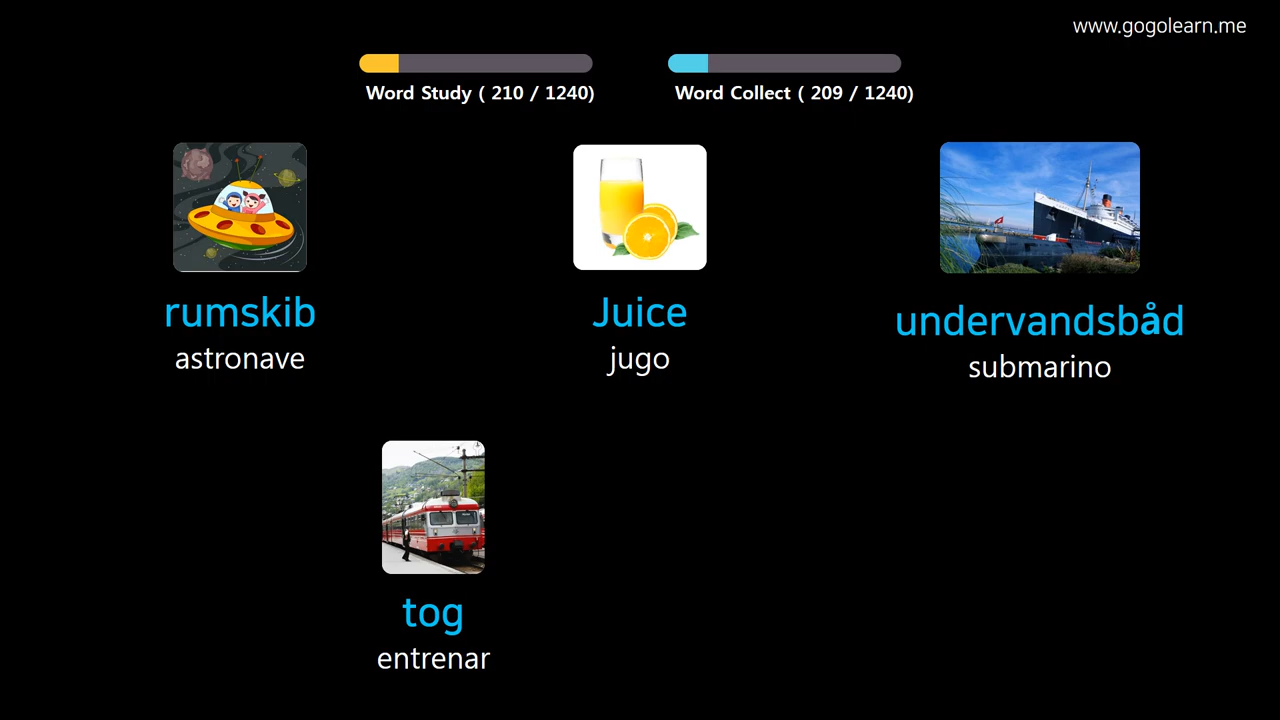 www.gogolearn.me
Word Study ( 210 / 1240)
Word Collect ( 209 / 1240)
rumskib
astronave
Juice
jugo
undervandsbåd
submarino
tog
entrenar